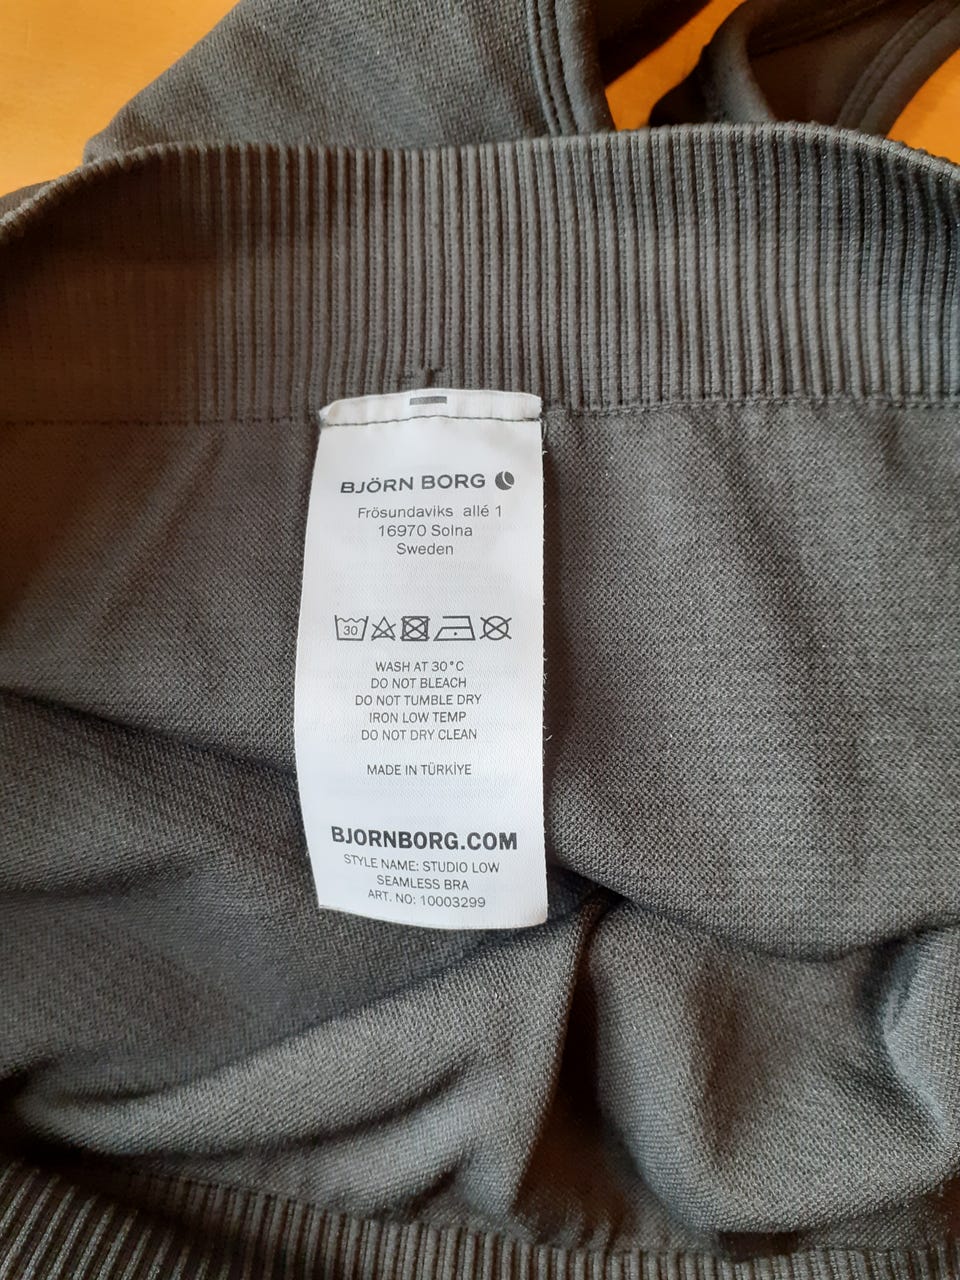 BJÖRN BORG
Frösundaviks allé 1
16970 Solna
Sweden
30
WASH AT 30°C
DO NOT BLEACH
DO NOT TUMBLE DRY
IRON LOW TEMP
DO NOT DRY CLEAN
MADE IN TÜRKİYE
BJORNBORG.COM
STYLE NAME: STUDIO LOW
SEAMLESS BRA
ART. NO: 10003299